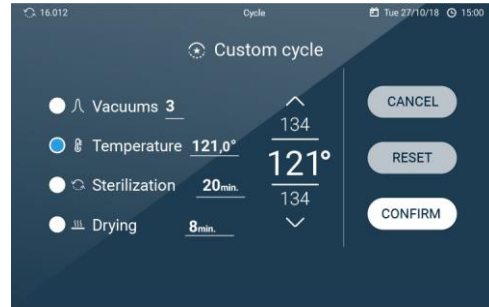 16.012 Cycle Tue 27/10/18 15:00
Custom cycle
Vacuums 3
Temperature 121,0°
Sterilization 20min.
Drying 8min.
134
121°
134
CANCEL
RESET
CONFIRM